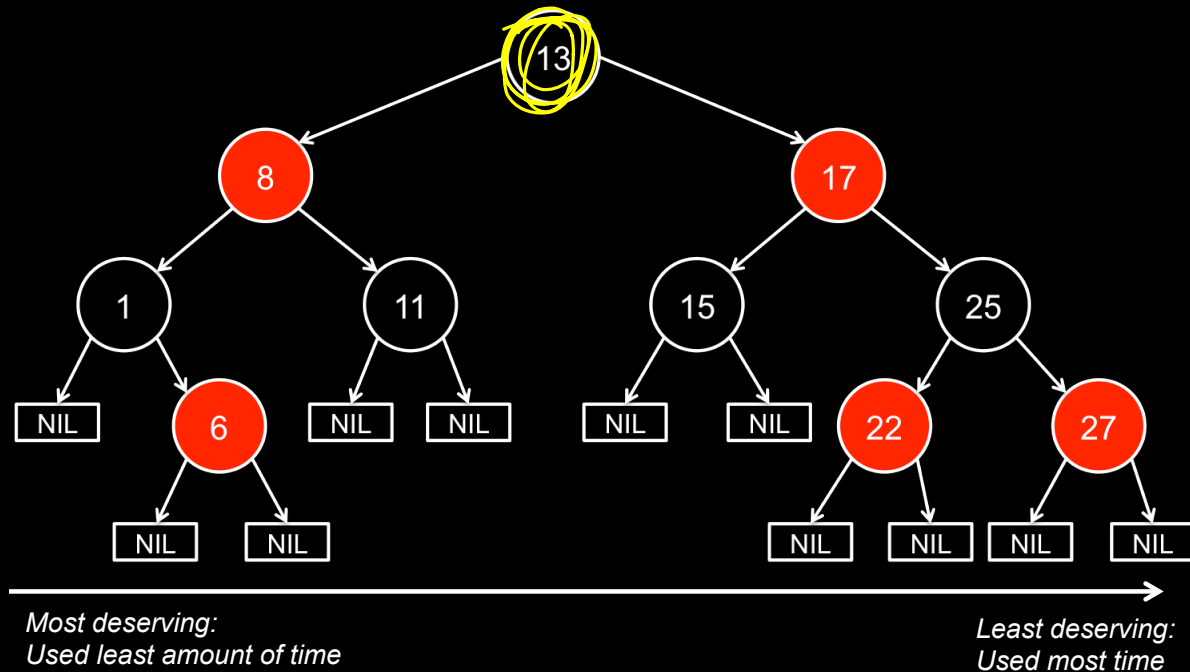 13
8
17
1
11
15
25
NIL
6
NIL
NIL
NIL
NIL
22
27
NIL
NIL
NIL
NIL
NIL
NIL
Most deserving:
Used least amount of time
Least deserving:
Used most time